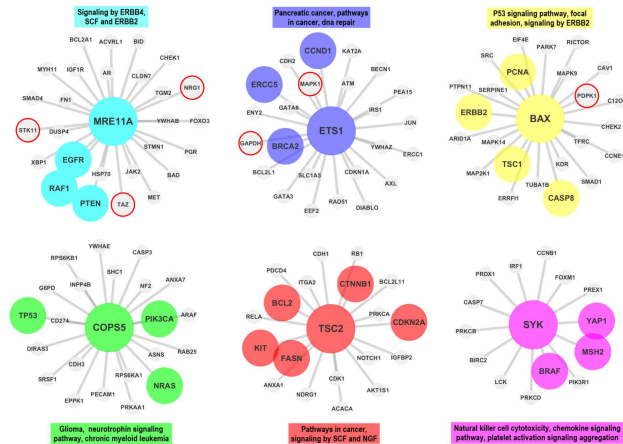 Signaling by ERBB4,
SCF and ERBB2
BCL2A1
ACVRL1
BID
CHEK1
MYH11
IGF1R
AR
CLDN7
NRG1
TGM2
SMAD4
FN1
MRE11A
YWHAB
FOXO3
STK11
DUSP4
STMN1
PGR
XBP1
EGFR
HSP70
JAK2
BAD
RAF1
PTEN
TAZ
MET
Pancreatic cancer, pathways
in cancer, dna repair
CCND1
KAT2A
CDH2
BECN1
ERCC5
MAPK1
ATM
PEA15
GATA6
IRS1
ENY2
ETS1
JUN
GAPDH
BRCA2
YWHAZ
ERCC1
BCL2L1
SLC1A5
CDKN1A
AXL
GATA3
RAD51
DIABLO
EEF2
P53 signaling pathway, focal
adhesion, signaling by ERBB2
EIF4E
PARK7
RICTOR
SRC
PCNA
MAPK9
CAV1
PTPN11
SERPINE1
PDPK1
C12O
ERBB2
BAX
CHEK2
ARID1A
MAPK14
TFRC
CCNE1
TSC1
KDR
MAP2K1
TUBA1B
SMAD1
ERRFI1
CASP8
YWHAE
RPS6KB1
SHC1
CASP3
G6PD
INPP4B
NF2
ANXA7
TP53
CD274
COPS5
PIK3CA
ARAF
DIRAS3
ASNS
RAB25
CDH3
RPS6KA1
NRAS
SRSF1
EPPK1
PECAM1
PRKAA1
Glioma, neurotrophin signaling
pathway, chronic myeloid leukemia
CDH1
RB1
PDCD4
ITGA2
CTNNB1
BCL2L11
BCL2
RELA
PRKCA
CDKN2A
TSC2
KIT
FASN
NOTCH1
IGFBP2
ANXA1
CDK1
AKT1S1
NDRG1
ACACA
Pathways in cancer,
signaling by SCF and NGF
CCNB1
IRF1
PRDX1
FOXM1
CASP7
PREX1
SYK
YAP1
PRKCB
MSH2
BIRC2
BRAF
LCK
PIK3R1
PRKCD
Natural killer cell cytotoxicity, chemokine signaling
pathway, platelet activation signaling aggregation